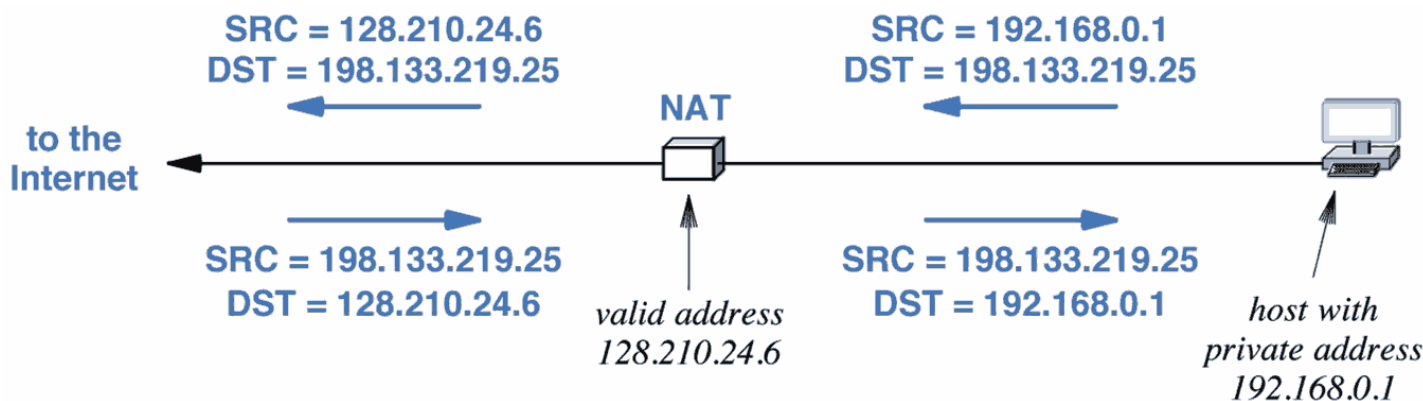 SRC = 128.210.24.6
DST = 198.133.219.25
SRC = 192.168.0.1
DST = 198.133.219.25
NAT
to the
Internet
SRC = 198.133.219.25
DST = 128.210.24.6
valid address
128.210.24.6
SRC = 198.133.219.25
DST = 192.168.0.1
host with
private address
192.168.0.1